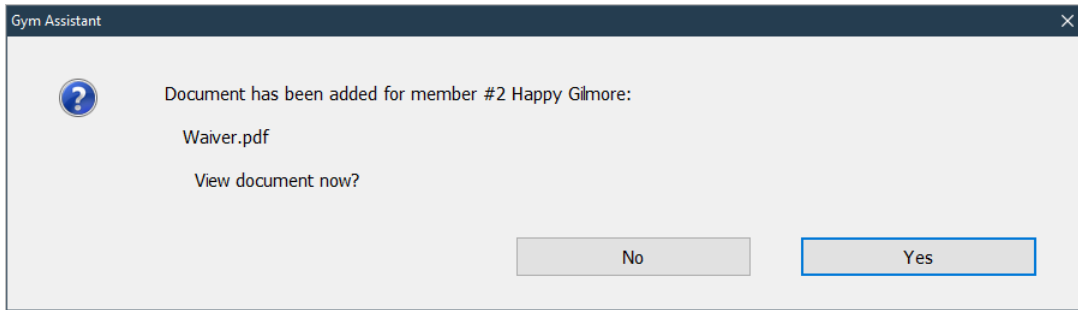 Gym Assistant
Document has been added for member #2 Happy Gilmore:
Waiver.pdf
View document now?
No
Yes